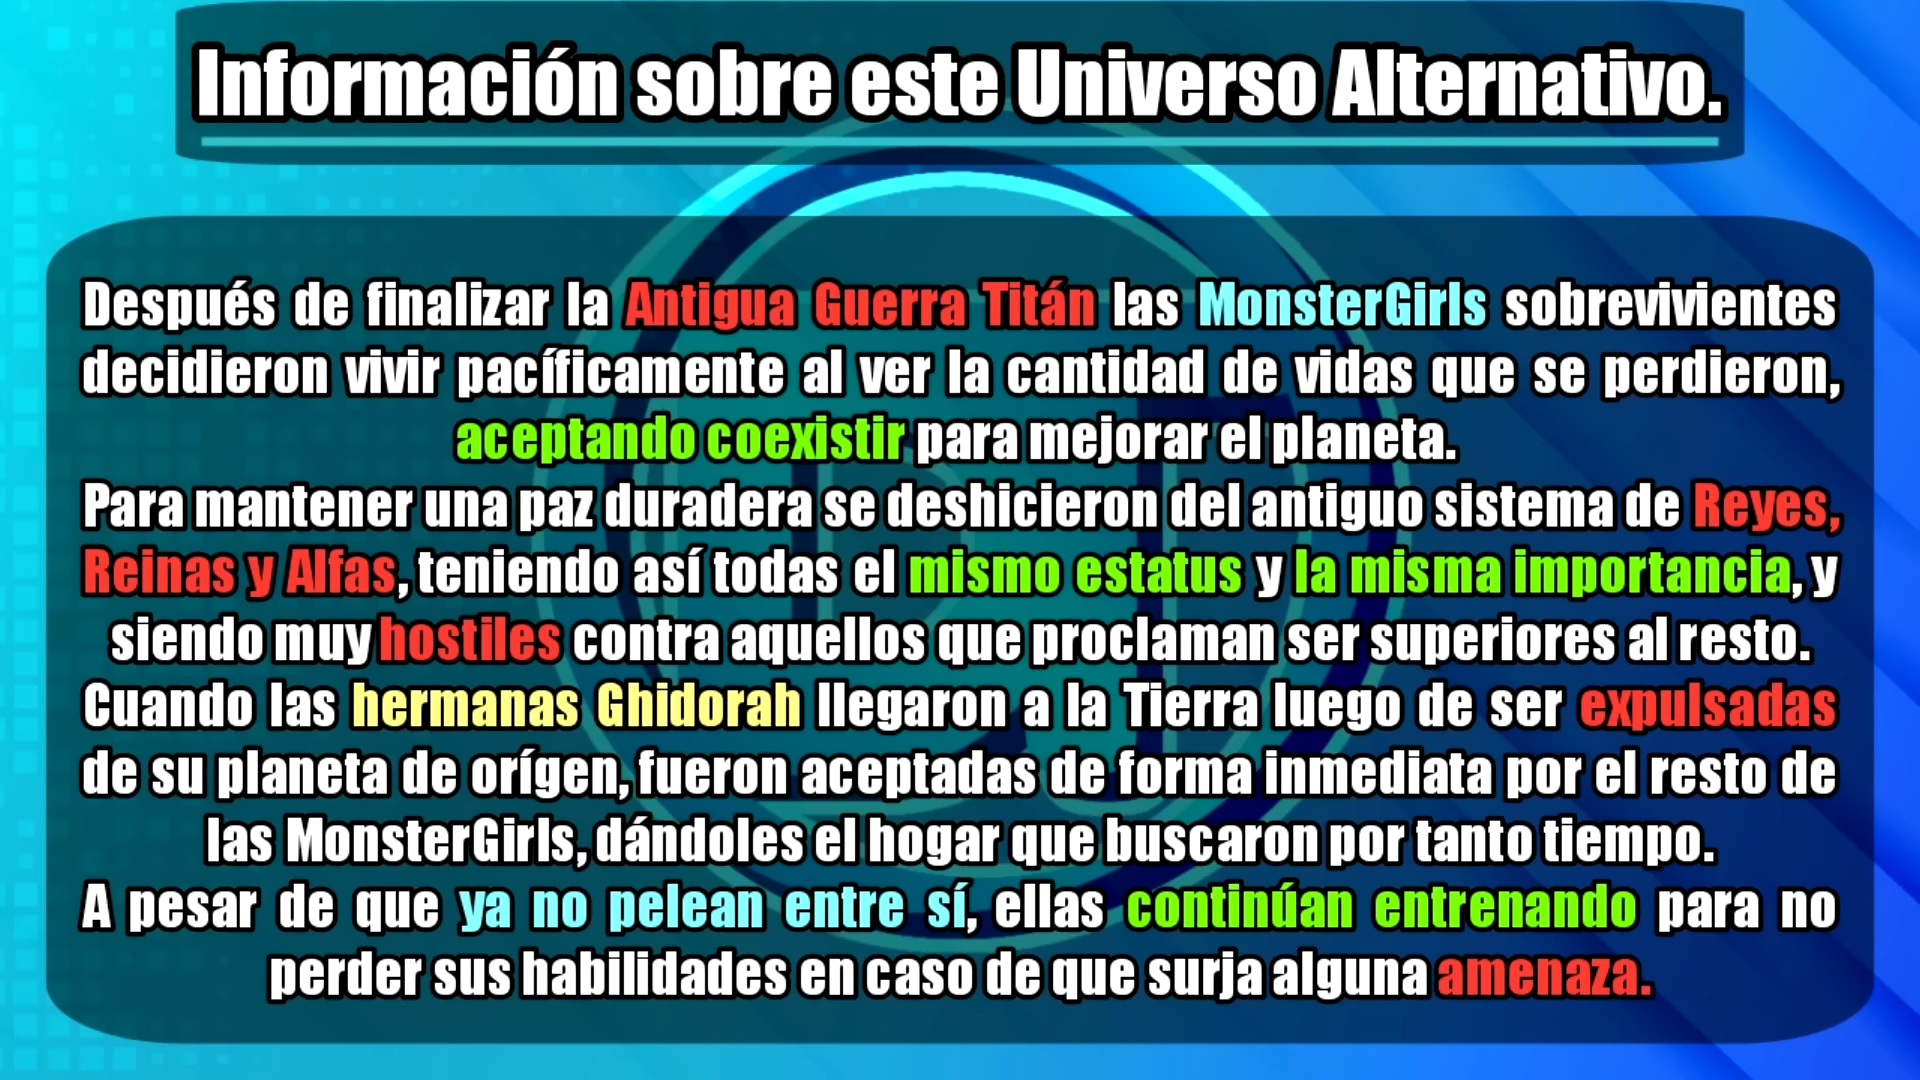 Información sobre este Universo Alternativo.
Después de finalizar la Antigua Guerra Titán las MonsterGirls sobrevivientes
decidieron vivir pacíficamente al ver la cantidad de vidas que se perdieron,
aceptando coexistir para mejorar el planeta.
Para mantener una paz duradera se deshicieron del antiguo sistema de Reyes,
Reinas y Alfas, teniendo así todas el mismo estatus y la misma importancia, y
siendo muy hostiles contra aquellos que proclaman ser superiores al resto.
Cuando las hermanas Ghidorah llegaron a la Tierra luego de ser expulsadas
de su planeta de orígen, fueron aceptadas de forma inmediata por el resto de
las MonsterGirls, dándoles el hogar que buscaron por tanto tiempo.
A pesar de que ya no pelean entre sí, ellas continúan entrenando para no
perder sus habilidades en caso de que surja alguna amenaza.